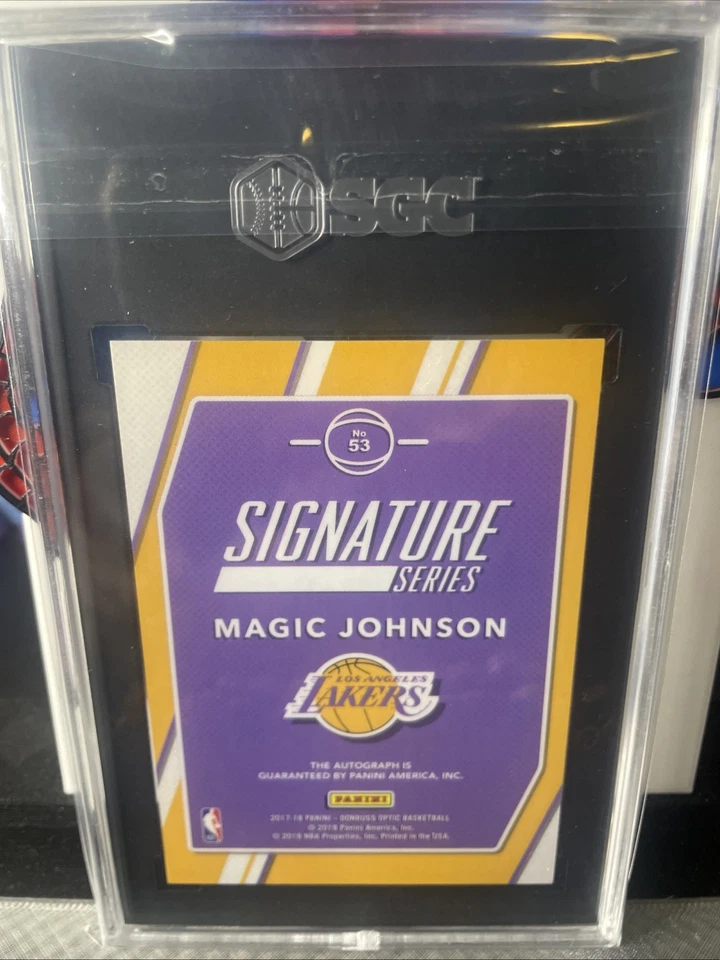 SGC
No
53
SIGNATURE
SERIES
MAGIC JOHNSON
LOS ANGELES
LAKERS
THE AUTOGRAPH IS
GUARANTEED BY PANINI AMERICA, INC.
PANINI
2017-18 PANINI - DONRUSS OPTIC BASKETBALL
© 2018 Panini America, Inc.
© 2018 NBA Properties, Inc. Printed in the USA.